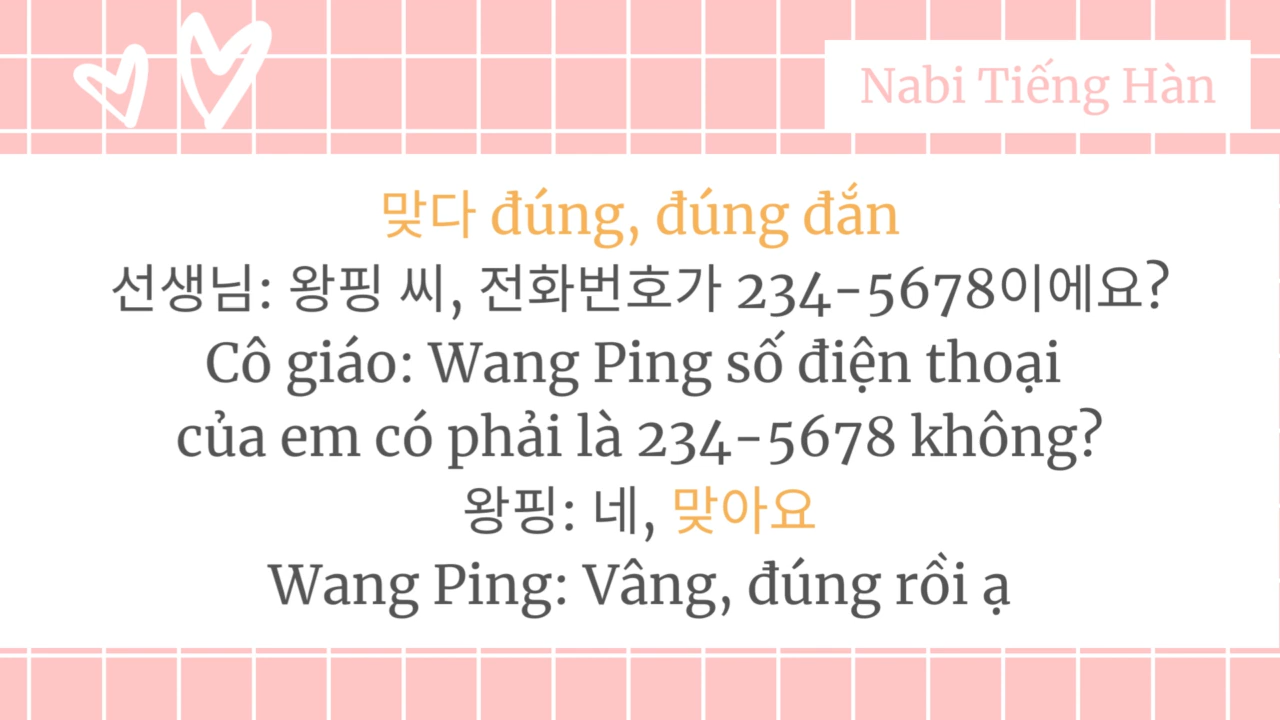 Nabi Tiếng Hàn
맞다 đúng, đúng đắn
선생님: 왕핑 씨, 전화번호가 234-5678이에요?
Cô giáo: Wang Ping số điện thoại
của em có phải là 234-5678 không?
왕핑: 네, 맞아요
Wang Ping: Vâng, đúng rồi ạ